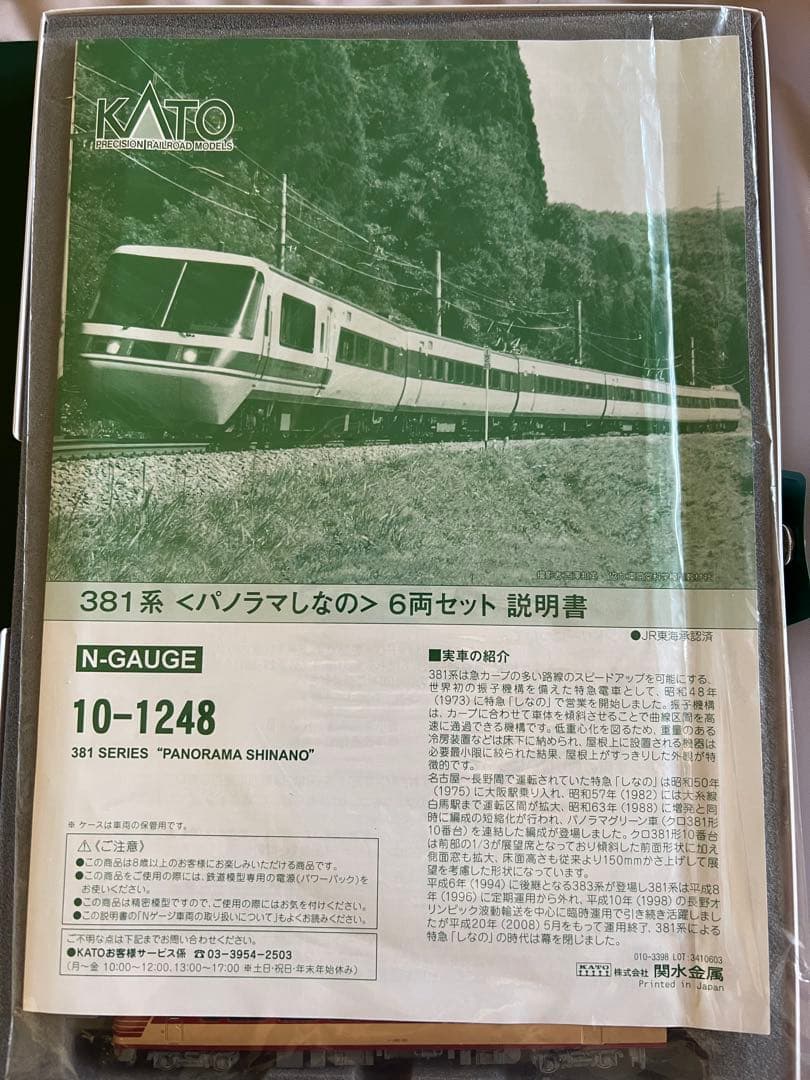 KATO
PRECISION RAILROAD MODELS
381系 <パノラマしなの> 6両セット 説明書
●JR東海承認済
N-GAUGE
10-1248
381 SERIES “PANORAMA SHINANO”
※ ケースは車両の保管用です。
⚠《ご注意》
●この商品は8歳以上のお客様にお楽しみいただける商品です。
●この商品をご使用の際には、鉄道模型専用の電源(パワーパック)を
お使いください。
●この商品は精密模型ですので、ご使用の際にはお気を付けください。
●この説明書の「Nゲージ車両の取り扱いについて」もよくお読みください。
ご不明な点は下記までお問い合わせください。
●KATOお客様サービス係 ☎03-3954-2503
(月〜金 10:00〜12:00、13:00〜17:00 ※土日・祝日・年末年始休み)
■実車の紹介
381系は急カーブの多い路線のスピードアップを可能にする、
世界初の振子機構を備えた特急電車として、昭和48年
(1973)に特急「しなの」で営業を開始しました。振子機構
は、カーブに合わせて車体を傾斜させることで曲線区間を高
速に通過できる機構です。低重心化を図るため、重量のある
冷房装置などは床下に納められ、屋根上に設置される機器は
必要最小限に絞られた結果、屋根上がすっきりした外観が特
徴的です。
名古屋〜長野間で運転されていた特急「しなの」は昭和50年
(1975)に大阪駅乗り入れ、昭和57年(1982)には大糸線
白馬駅まで運転区間が拡大、昭和63年(1988)に増発と同
時に編成の短縮化が行われ、パノラマグリーン車(クロ381形
10番台)を連結した編成が登場しました。クロ381形10番台
は前部の1/3が展望席となっており傾斜した前面形状に加え
側面窓も拡大、床面高さも従来より150mmかさ上げして展
望を考慮した形状になっています。
平成6年(1994)に後継となる383系が登場し381系は平成8
年(1996)に定期運用から外れ、平成10年(1998)の長野オ
リンピック波動輸送を中心に臨時運用で引き続き活躍しまし
たが平成20年(2008)5月をもって運用終了、381系による
特急「しなの」の時代は幕を閉じました。
010-3398 LOT:3410603
KATO 株式会社 関水金属
Printed in Japan